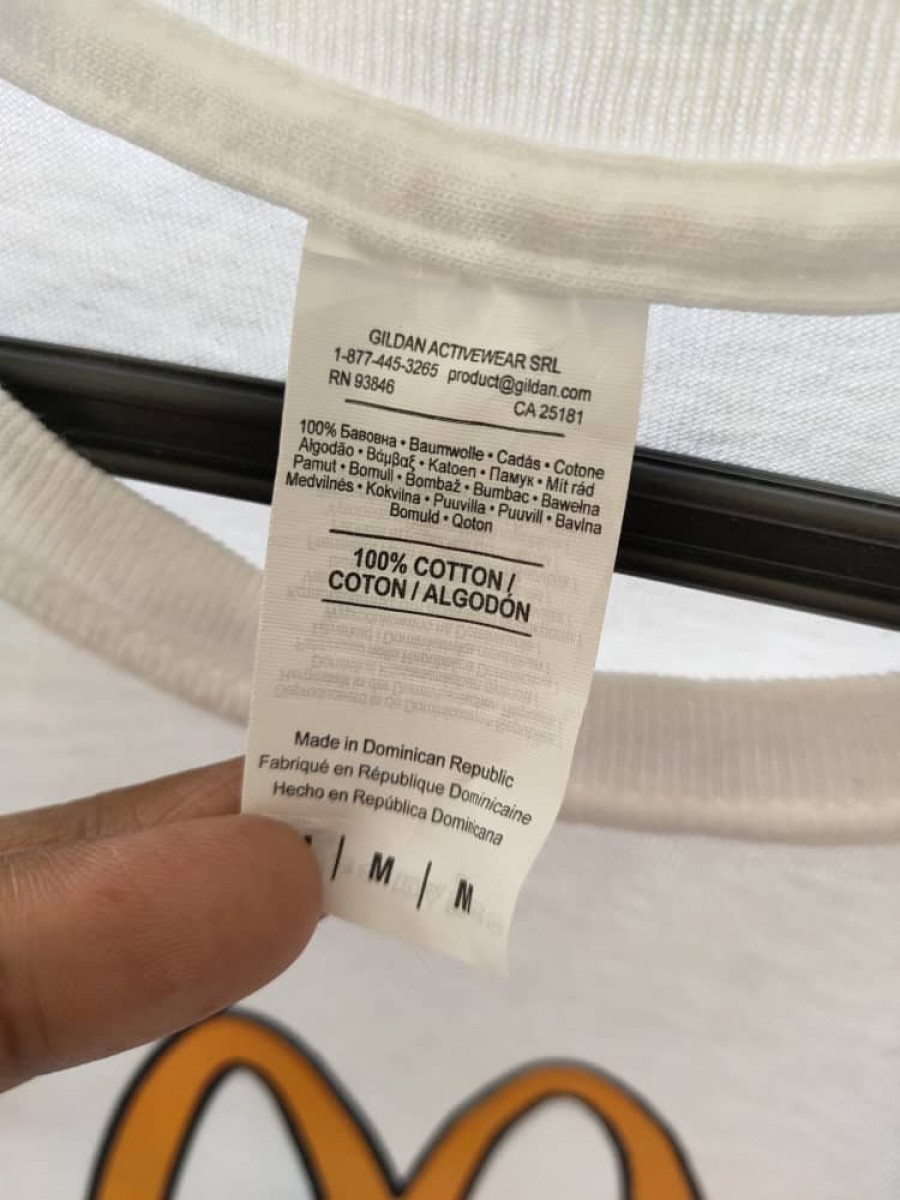 GILDAN ACTIVEWEAR SRL
1-877-445-3265 product@gildan.com
RN 93846 CA 25181
100% Бавовна • Baumwolle • Cadás • Cotone
Algodão • Βάμβαξ • Katoen • Памук • Mit rád
Pamut • Bomull • Bombaž • Bumbac • Bawełna
Medvilnės • Kokvilna • Puuvilla • Puuvill • Bavlna
Bomuld • Qoton
100% COTTON /
COTON / ALGODÓN
Made in Dominican Republic
Fabriqué en République Dominicaine
Hecho en República Dominicana
| M | M